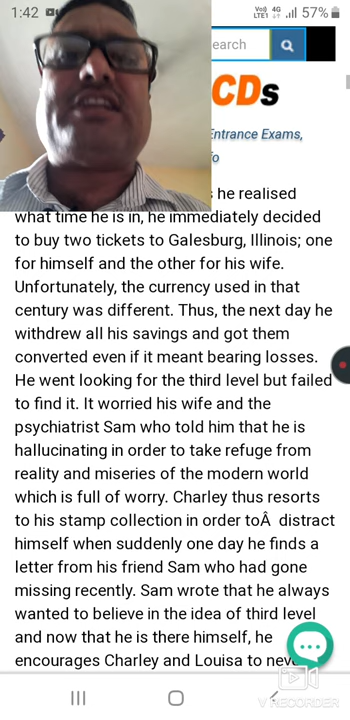 1:42 Vo)) LTE1 4G 57%
earch
CDs
Entrance Exams,
fo
he realised
what time he is in, he immediately decided
to buy two tickets to Galesburg, Illinois; one
for himself and the other for his wife.
Unfortunately, the currency used in that
century was different. Thus, the next day he
withdrew all his savings and got them
converted even if it meant bearing losses.
He went looking for the third level but failed
to find it. It worried his wife and the
psychiatrist Sam who told him that he is
hallucinating in order to take refuge from
reality and miseries of the modern world
which is full of worry. Charley thus resorts
to his stamp collection in order toÂ distract
himself when suddenly one day he finds a
letter from his friend Sam who had gone
missing recently. Sam wrote that he always
wanted to believe in the idea of third level
and now that he is there himself, he
encourages Charley and Louisa to neve
V RECORDER